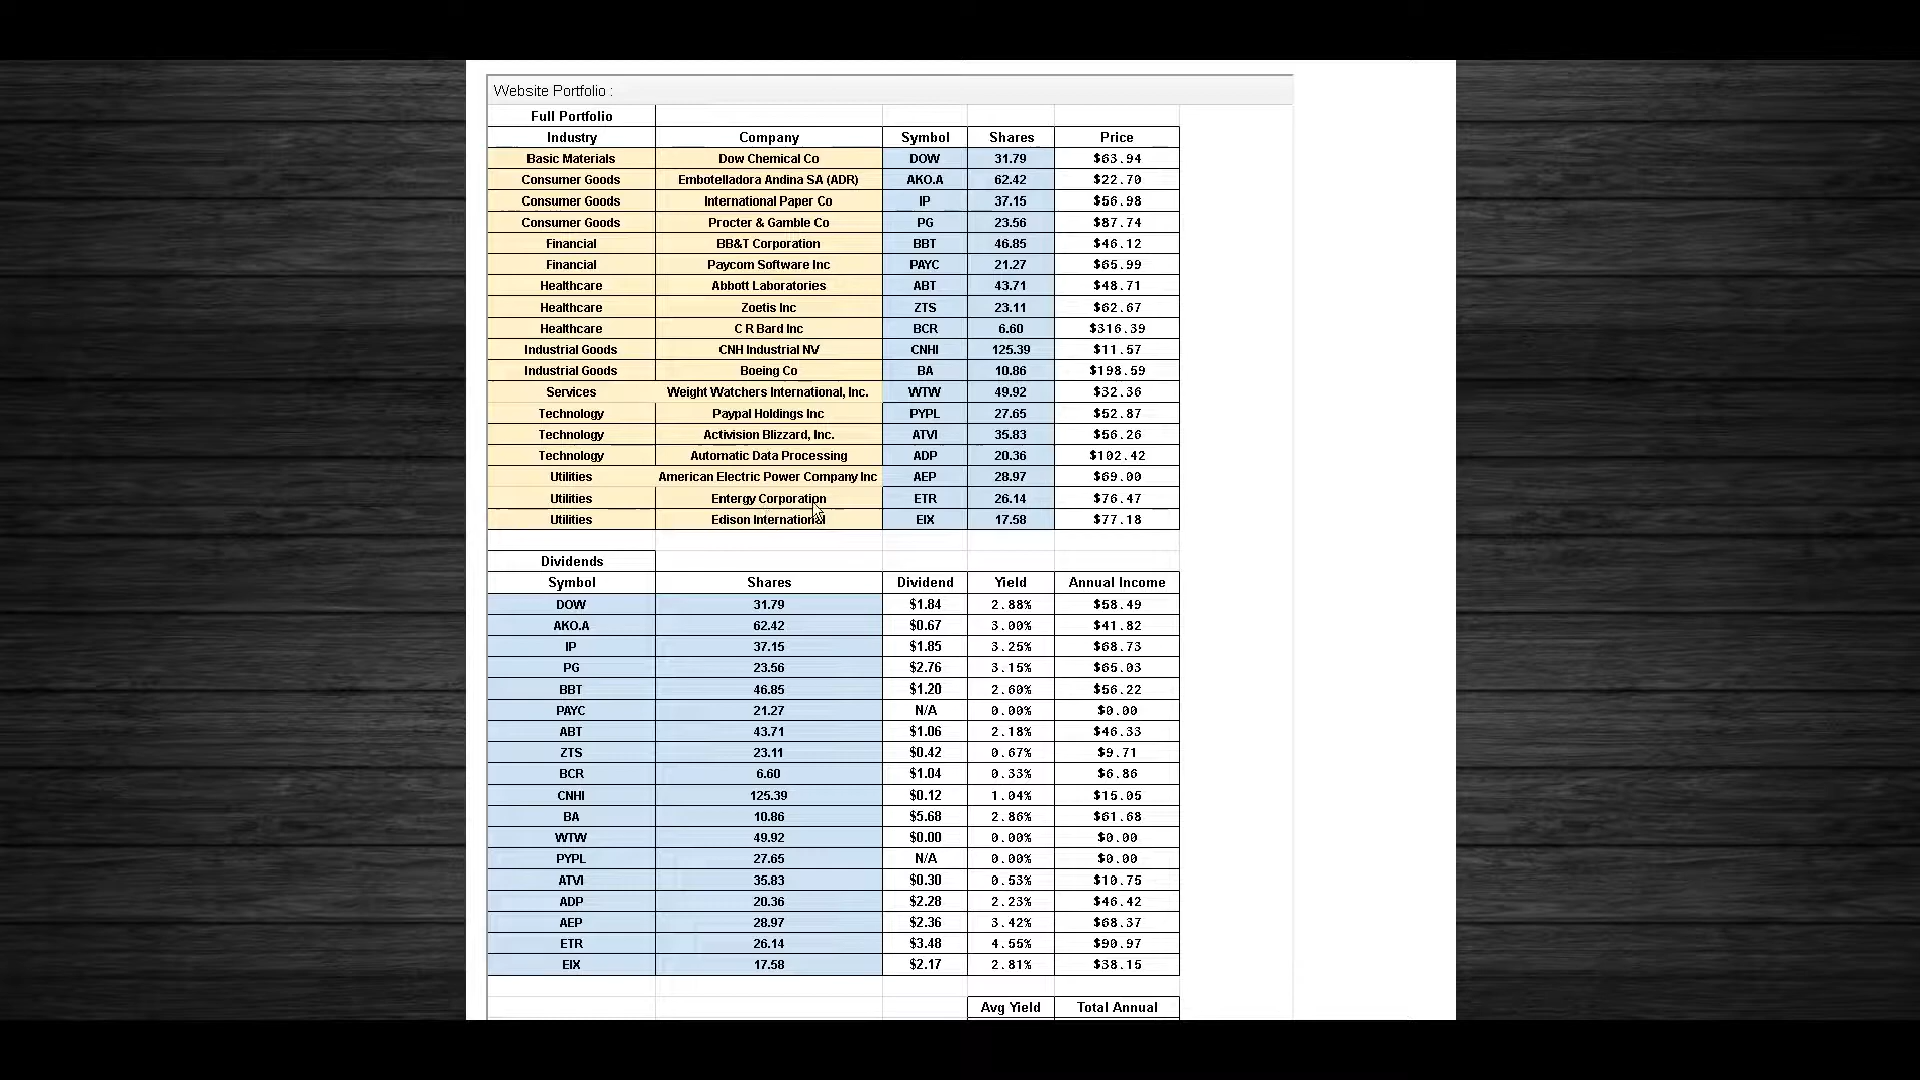 Website Portfolio :
Full Portfolio
Industry Company Symbol Shares Price
Basic Materials Dow Chemical Co DOW 31.79 $63.94
Consumer Goods Embotelladora Andina SA (ADR) AKO.A 62.42 $22.70
Consumer Goods International Paper Co IP 37.15 $56.98
Consumer Goods Procter & Gamble Co PG 23.56 $87.74
Financial BB&T Corporation BBT 46.85 $46.12
Financial Paycom Software Inc PAYC 21.27 $65.99
Healthcare Abbott Laboratories ABT 43.71 $48.71
Healthcare Zoetis Inc ZTS 23.11 $62.67
Healthcare C R Bard Inc BCR 6.60 $316.39
Industrial Goods CNH Industrial NV CNHI 125.39 $11.57
Industrial Goods Boeing Co BA 10.86 $198.59
Services Weight Watchers International, Inc. WTW 49.92 $32.36
Technology Paypal Holdings Inc PYPL 27.65 $52.87
Technology Activision Blizzard, Inc. ATVI 35.83 $56.26
Technology Automatic Data Processing ADP 20.36 $102.42
Utilities American Electric Power Company Inc AEP 28.97 $69.00
Utilities Entergy Corporation ETR 26.14 $76.47
Utilities Edison International EIX 17.58 $77.18
Dividends
Symbol Shares Dividend Yield Annual Income
DOW 31.79 $1.84 2.88% $58.49
AKO.A 62.42 $0.67 3.00% $41.82
IP 37.15 $1.85 3.25% $68.73
PG 23.56 $2.76 3.15% $65.03
BBT 46.85 $1.20 2.60% $56.22
PAYC 21.27 N/A 0.00% $0.00
ABT 43.71 $1.06 2.18% $46.33
ZTS 23.11 $0.42 0.67% $9.71
BCR 6.60 $1.04 0.33% $6.86
CNHI 125.39 $0.12 1.04% $15.05
BA 10.86 $5.68 2.86% $61.68
WTW 49.92 $0.00 0.00% $0.00
PYPL 27.65 N/A 0.00% $0.00
ATVI 35.83 $0.30 0.53% $10.75
ADP 20.36 $2.28 2.23% $46.42
AEP 28.97 $2.36 3.42% $68.37
ETR 26.14 $3.48 4.55% $90.97
EIX 17.58 $2.17 2.81% $38.15
Avg Yield Total Annual